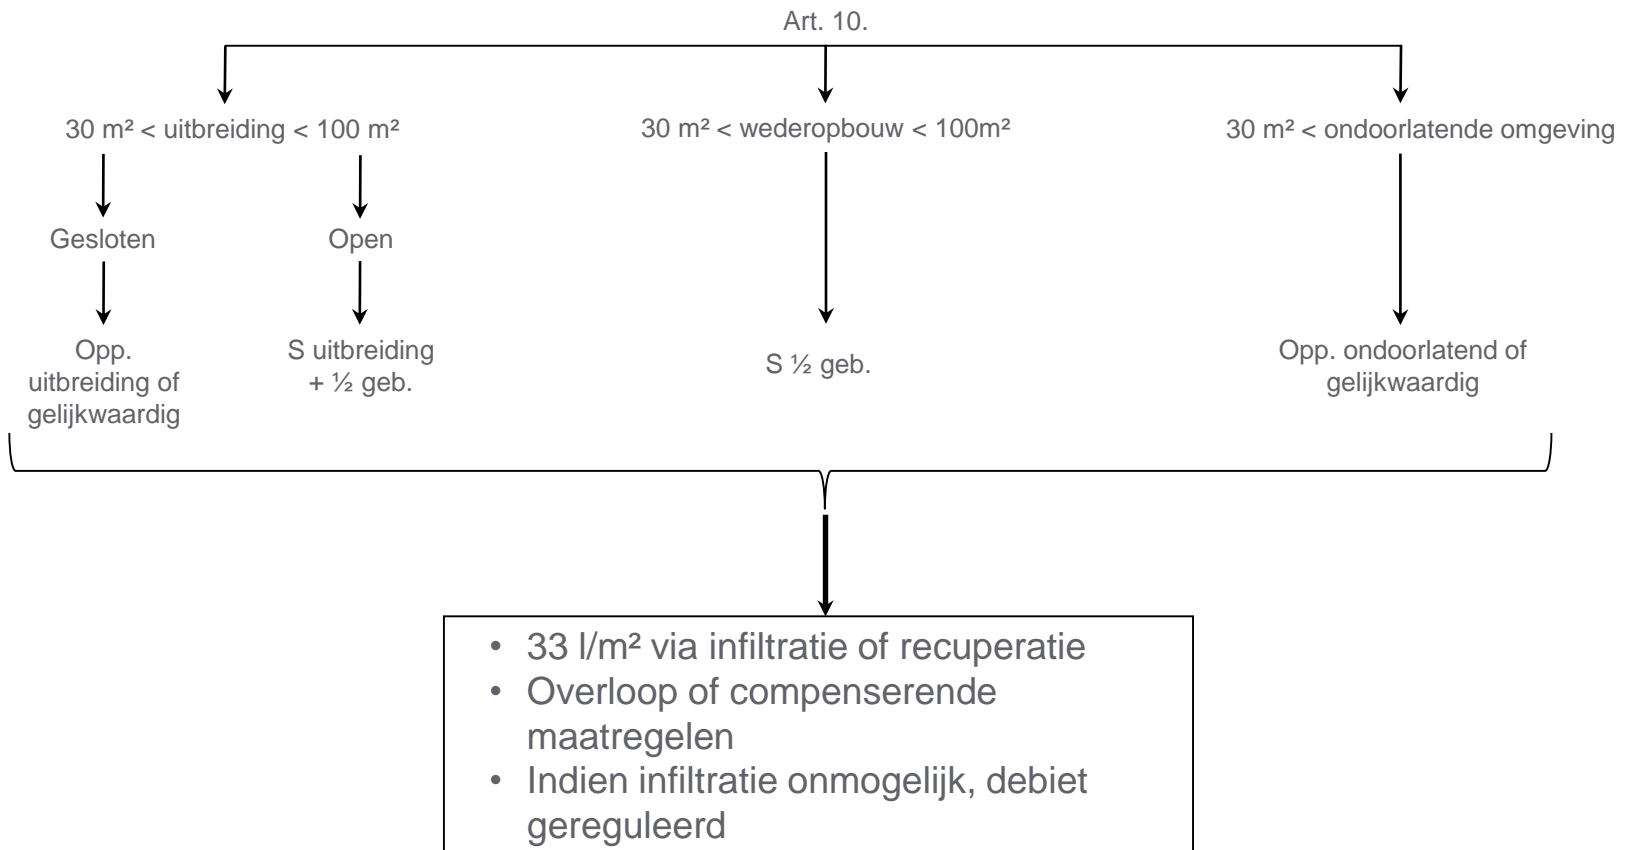 Art. 10.
30 m² < uitbreiding < 100 m²
30 m² < wederopbouw < 100m²
30 m² < ondoorlatende omgeving
Gesloten
Open
Opp.
uitbreiding of
gelijkwaardig
S uitbreiding
+ ½ geb.
S ½ geb.
Opp. ondoorlatend of
gelijkwaardig
• 33 l/m² via infiltratie of recuperatie
• Overloop of compenserende
maatregelen
• Indien infiltratie onmogelijk, debiet
gereguleerd